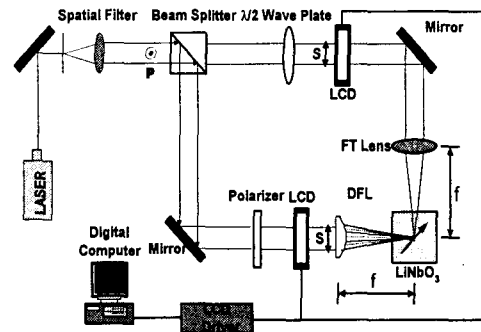 Spatial Filter
Beam Splitter λ/2 Wave Plate
Mirror
P
S
LCD
FT Lens
LASER
f
Polarizer LCD
DFL
Digital
Computer
Mirror
S
LiNbO3
f
Driver